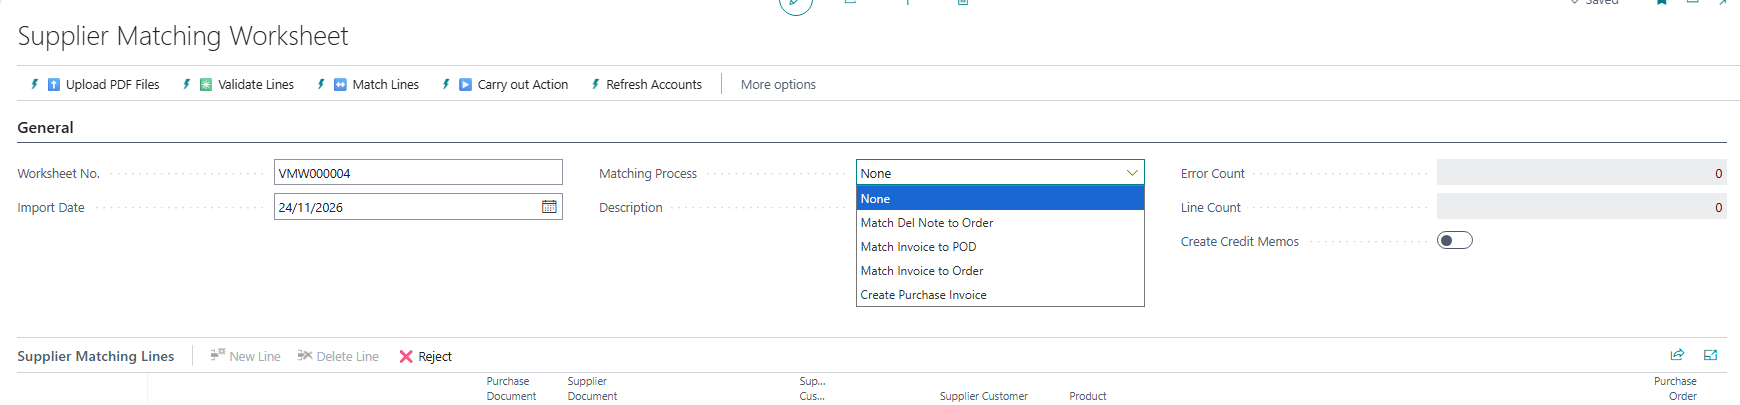 Saved
Supplier Matching Worksheet
Upload PDF Files Validate Lines Match Lines Carry out Action Refresh Accounts More options
General
Worksheet No. VMW000004 Matching Process None Error Count 0
None
Import Date 24/11/2026 Description Line Count 0
Match Del Note to Order
Create Credit Memos
Match Invoice to POD
Match Invoice to Order
Create Purchase Invoice
Supplier Matching Lines New Line Delete Line Reject
Purchase Supplier Sup... Purchase
Document Document Cus... Supplier Customer Product Order